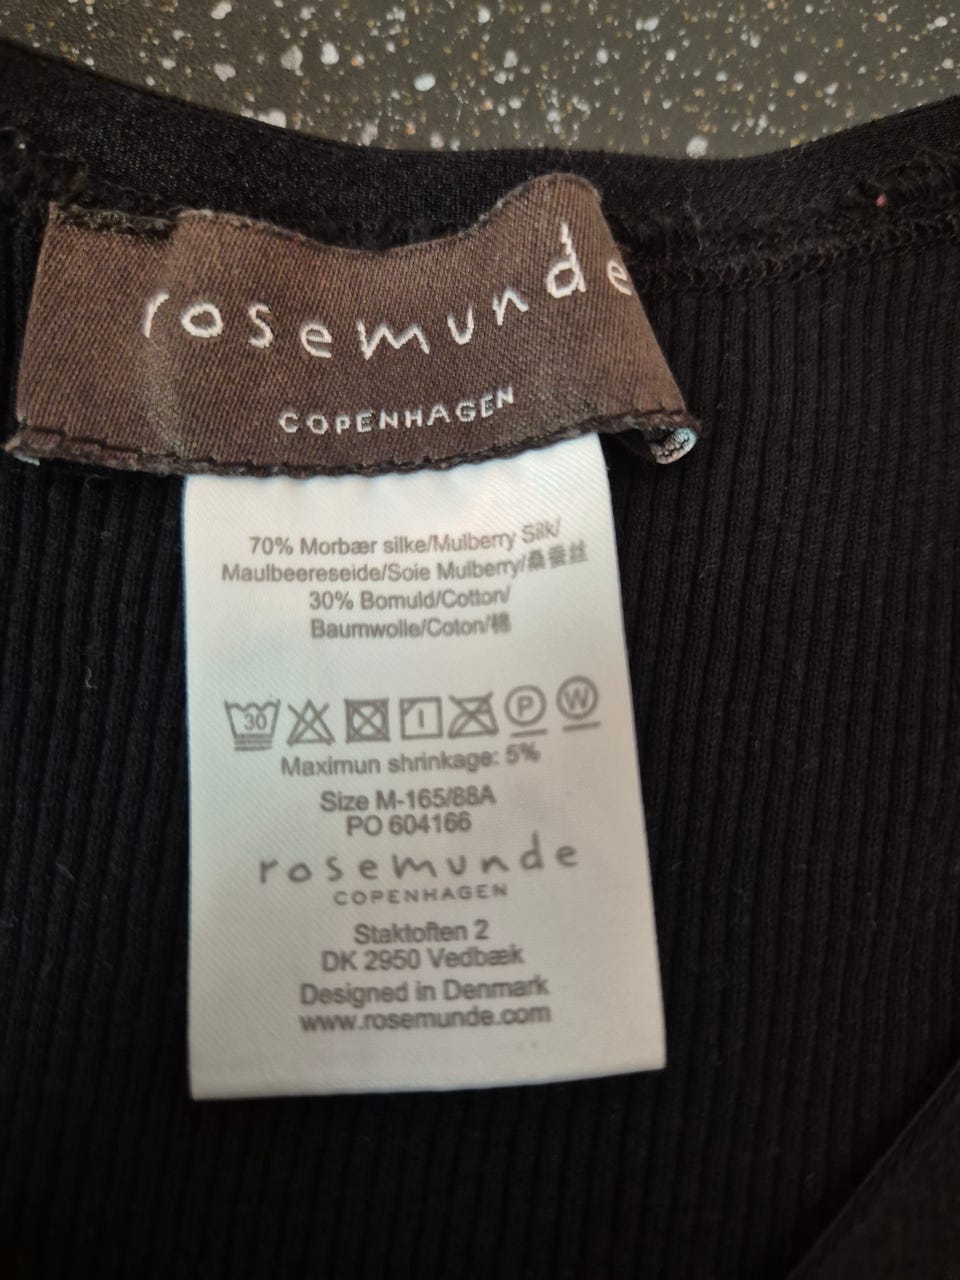 rosemunde
COPENHAGEN
70% Morbær silke/Mulberry Silk/
Maulbeereseide/Soie Mulberry/桑蚕丝
30% Bomuld/Cotton/
Baumwolle/Coton/棉
30 P W
Maximun shrinkage: 5%
Size M-165/88A
PO 604166
rosemunde
COPENHAGEN
Staktoften 2
DK 2950 Vedbæk
Designed in Denmark
www.rosemunde.com